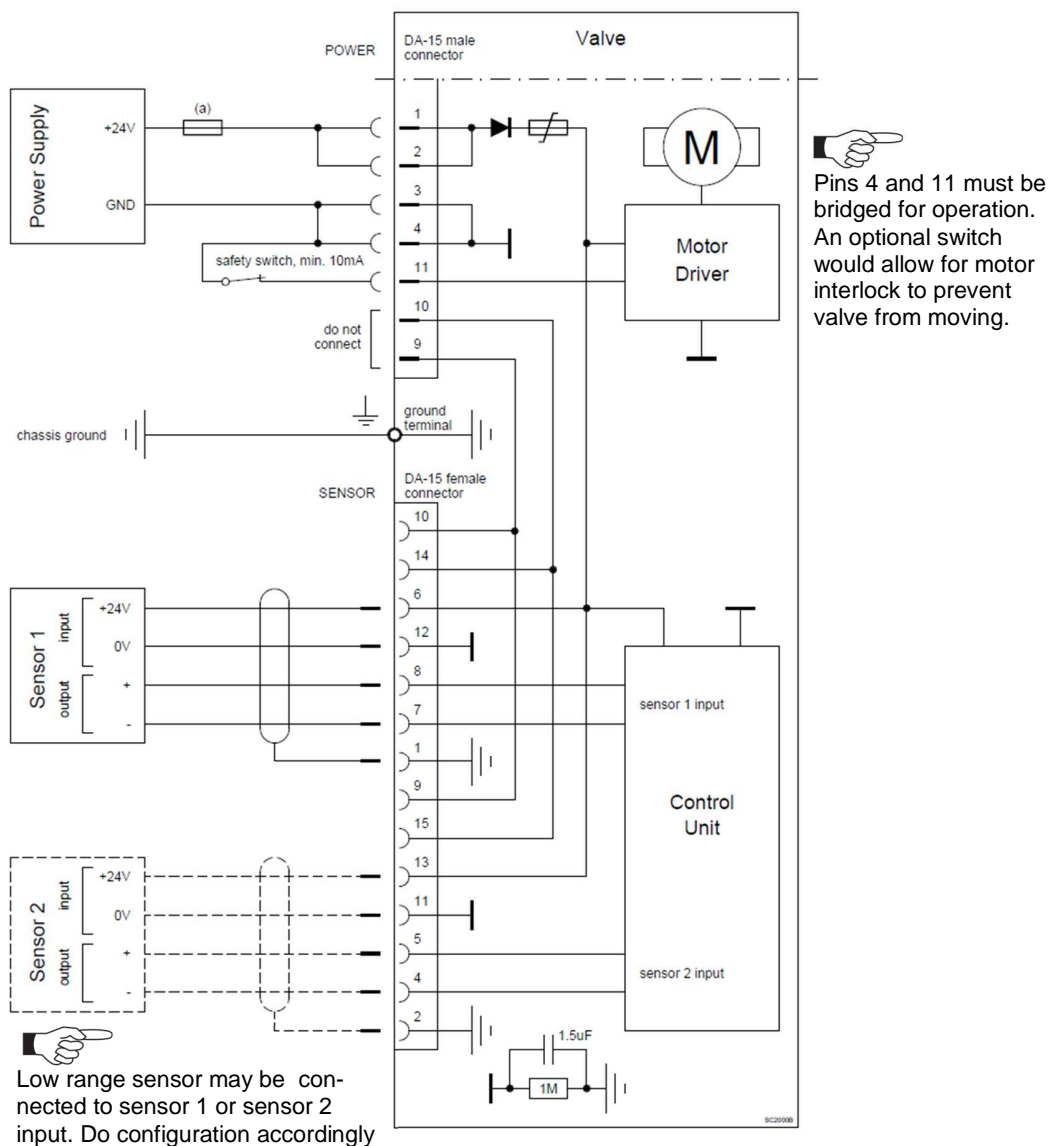 Valve
POWER
DA-15 male
connector
Power Supply
+24V
(a)
GND
safety switch, min. 10mA
do not
connect
1
2
3
4
11
10
9
M
Motor
Driver
Pins 4 and 11 must be
bridged for operation.
An optional switch
would allow for motor
interlock to prevent
valve from moving.
chassis ground
ground
terminal
SENSOR
DA-15 female
connector
10
14
6
12
8
7
1
9
15
13
11
5
4
2
Sensor 1
input
+24V
0V
output
+
-
sensor 1 input
Control
Unit
Sensor 2
input
+24V
0V
output
+
-
sensor 2 input
1.5uF
1M
SC2000B
Low range sensor may be con-
nected to sensor 1 or sensor 2
input. Do configuration accordingly